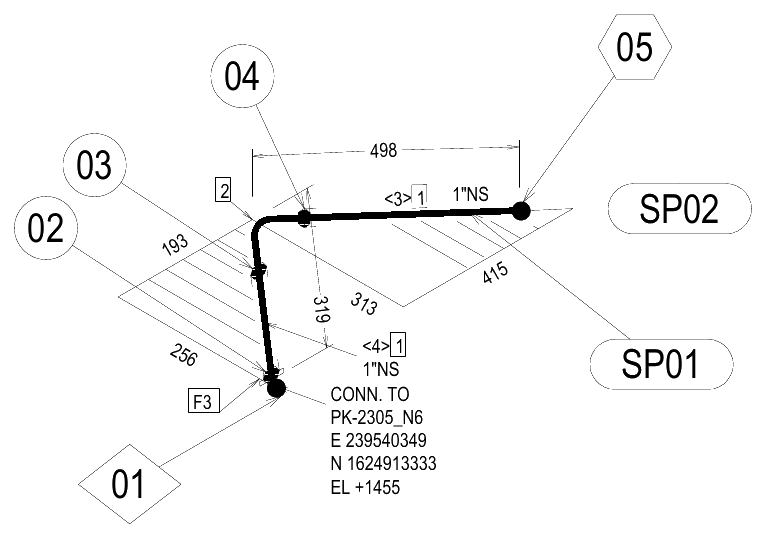 05
04
498
03
2
<3> 1
1"NS
SP02
02
193
415
313
319
<4> 1
1"NS
256
SP01
F3
CONN. TO
PK-2305_N6
E 239540349
N 1624913333
EL +1455
01